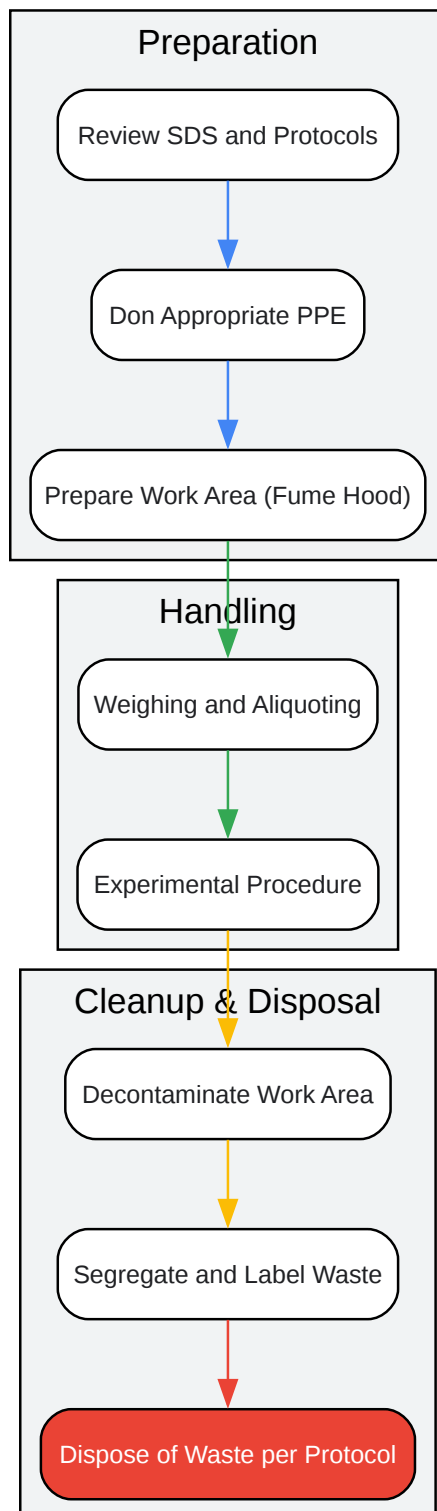 Preparation
Review SDS and Protocols
Don Appropriate PPE
Prepare Work Area (Fume Hood)
Handling
Weighing and Aliquoting
Experimental Procedure
Cleanup & Disposal
Decontaminate Work Area
Segregate and Label Waste
Dispose of Waste per Protocol